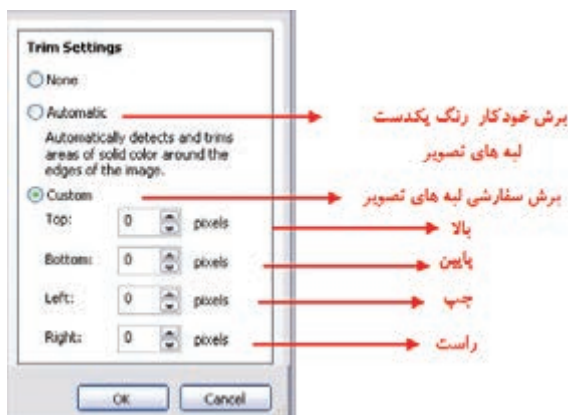 Trim Settings
None
Automatic
برش خودکار رنگ یکدست
لبه های تصویر
Automatically detects and trims
areas of solid color around the
edges of the image.
Custom
برش سفارشی لبه های تصویر
Top: 0 pixels
بالا
Bottom: 0 pixels
پایین
Left: 0 pixels
چپ
Right: 0 pixels
راست
OK Cancel